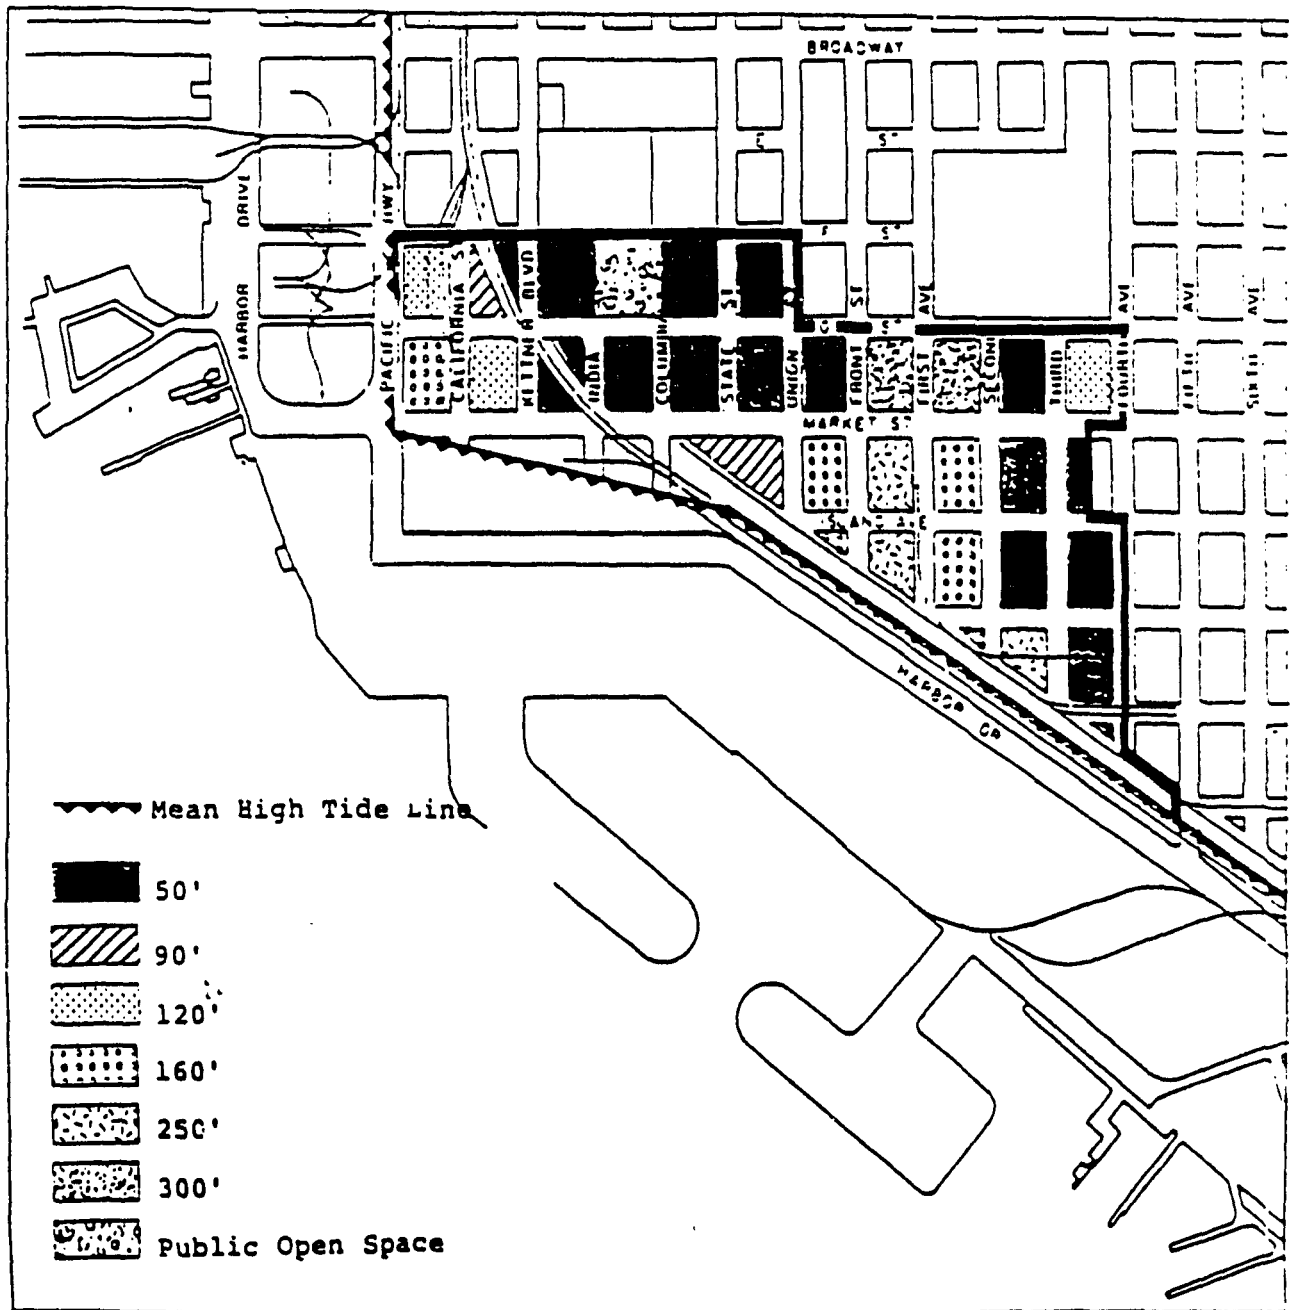 BROADWAY
E ST
DRIVE
HWY
F ST
HARBOR
PACIFIC
CALIFORNIA S
KETTNER BLVD
INDIA
COLUMBIA
STATE ST
UNION
FRONT ST
FIRST AVE
SECOND
THIRD
FOURTH AVE
FIFTH AVE
SIXTH AVE
G ST
MARKET ST
ISLAND AVE
HARBOR DR
Mean High Tide Line
50'
90'
120'
160'
250'
300'
Public Open Space